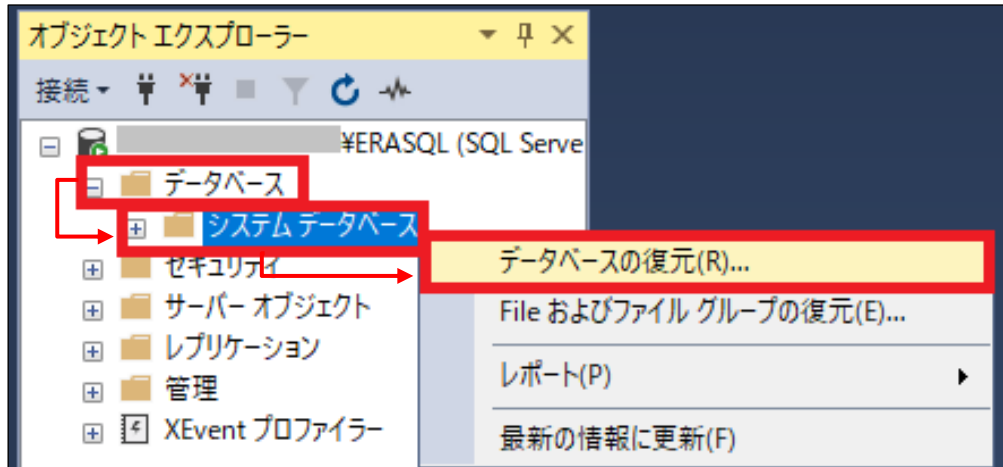 オブジェクト エクスプローラー
接続
¥ERASQL (SQL Serve
データベース
システム データベース
データベースの復元(R)...
セキュリティ
サーバー オブジェクト
File およびファイル グループの復元(E)...
レプリケーション
レポート(P)
管理
XEvent プロファイラー
最新の情報に更新(F)